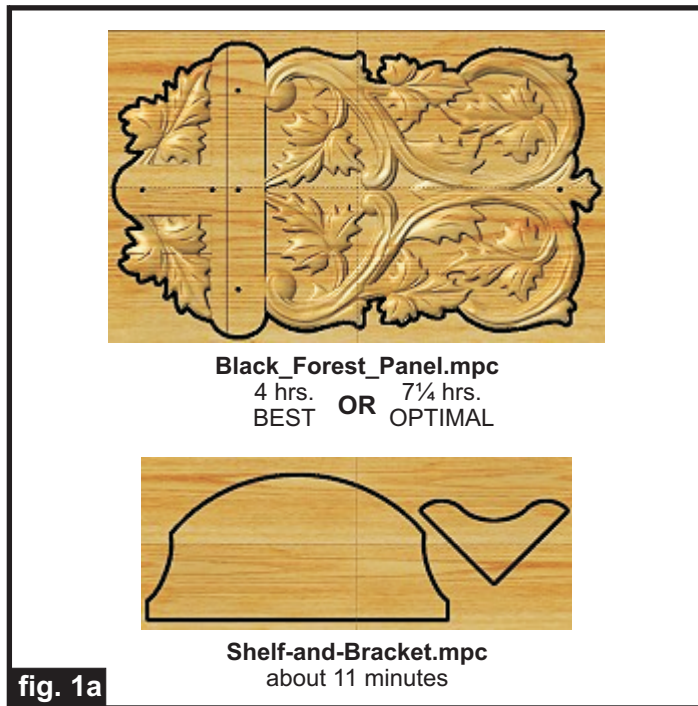 Black_Forest_Panel.mpc
4 hrs. OR 7¼ hrs.
BEST OPTIMAL
Shelf-and-Bracket.mpc
about 11 minutes
fig. 1a